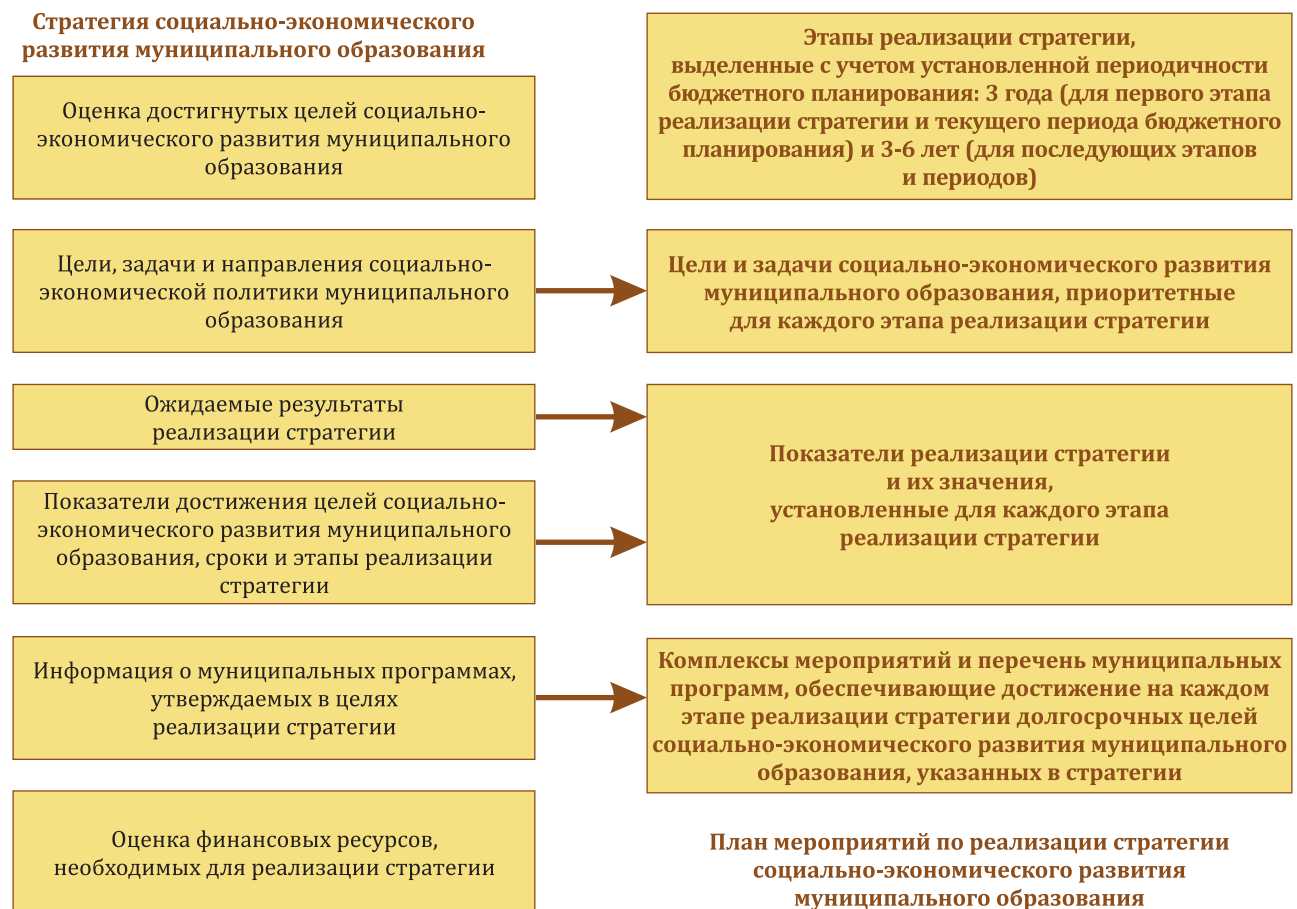 Стратегия социально-экономического
развития муниципального образования
Оценка достигнутых целей социально-
экономического развития муниципального
образования
Цели, задачи и направления социально-
экономической политики муниципального
образования
Ожидаемые результаты
реализации стратегии
Показатели достижения целей социально-
экономического развития муниципального
образования, сроки и этапы реализации
стратегии
Информация о муниципальных программах,
утверждаемых в целях
реализации стратегии
Оценка финансовых ресурсов,
необходимых для реализации стратегии
Этапы реализации стратегии,
выделенные с учетом установленной периодичности
бюджетного планирования: 3 года (для первого этапа
реализации стратегии и текущего периода бюджетного
планирования) и 3-6 лет (для последующих этапов
и периодов)
Цели и задачи социально-экономического развития
муниципального образования, приоритетные
для каждого этапа реализации стратегии
Показатели реализации стратегии
и их значения,
установленные для каждого этапа
реализации стратегии
Комплексы мероприятий и перечень муниципальных
программ, обеспечивающие достижение на каждом
этапе реализации стратегии долгосрочных целей
социально-экономического развития муниципального
образования, указанных в стратегии
План мероприятий по реализации стратегии
социально-экономического развития
муниципального образования